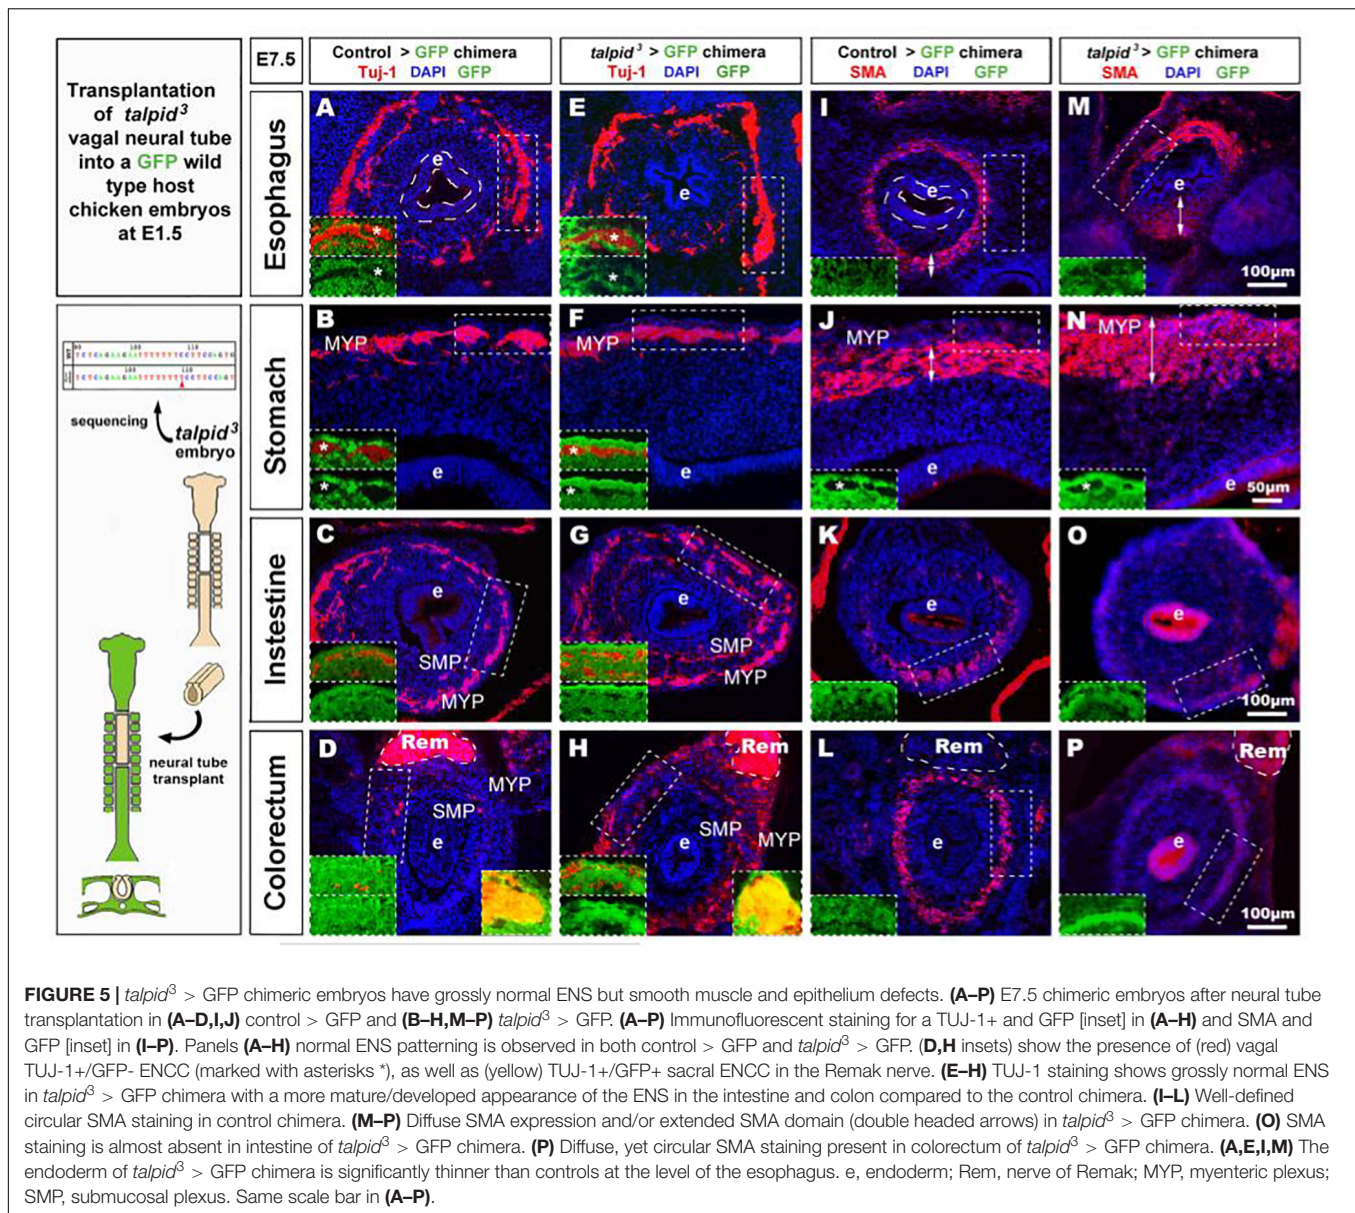 Transplantation
of talpid³
vagal neural tube
into a GFP wild
type host
chicken embryos
at E1.5
E7.5
Control > GFP chimera
Tuj-1 DAPI GFP
talpid³ > GFP chimera
Tuj-1 DAPI GFP
Control > GFP chimera
SMA DAPI GFP
talpid³ > GFP chimera
SMA DAPI GFP
Esophagus
A
e
*
*
E
e
*
*
I
e
M
e
100µm
Stomach
B
MYP
*
*
e
F
*
*
e
J
MYP
*
e
N
MYP
*
e
50µm
Instestine
C
e
SMP
MYP
G
e
SMP
MYP
K
e
O
e
100µm
Colorectum
D
Rem
MYP
SMP
e
H
Rem
SMP
e
MYP
L
Rem
e
P
Rem
e
100µm
90 100 110
WT
TCTCAGAAGAATTTTTTTCCTTCCAGTG
100 110
TCTCAGAAGAATTTTTTTTCCTTCCAGT
sequencing
talpid³
embryo
neural tube
transplant
FIGURE 5 | talpid³ > GFP chimeric embryos have grossly normal ENS but smooth muscle and epithelium defects. (A–P) E7.5 chimeric embryos after neural tube
transplantation in (A–D,I,J) control > GFP and (B–H,M–P) talpid³ > GFP. (A–P) Immunofluorescent staining for a TUJ-1+ and GFP [inset] in (A–H) and SMA and
GFP [inset] in (I–P). Panels (A–H) normal ENS patterning is observed in both control > GFP and talpid³ > GFP. (D,H insets) show the presence of (red) vagal
TUJ-1+/GFP- ENCC (marked with asterisks *), as well as (yellow) TUJ-1+/GFP+ sacral ENCC in the Remak nerve. (E–H) TUJ-1 staining shows grossly normal ENS
in talpid³ > GFP chimera with a more mature/developed appearance of the ENS in the intestine and colon compared to the control chimera. (I–L) Well-defined
circular SMA staining in control chimera. (M–P) Diffuse SMA expression and/or extended SMA domain (double headed arrows) in talpid³ > GFP chimera. (O) SMA
staining is almost absent in intestine of talpid³ > GFP chimera. (P) Diffuse, yet circular SMA staining present in colorectum of talpid³ > GFP chimera. (A,E,I,M) The
endoderm of talpid³ > GFP chimera is significantly thinner than controls at the level of the esophagus. e, endoderm; Rem, nerve of Remak; MYP, myenteric plexus;
SMP, submucosal plexus. Same scale bar in (A–P).